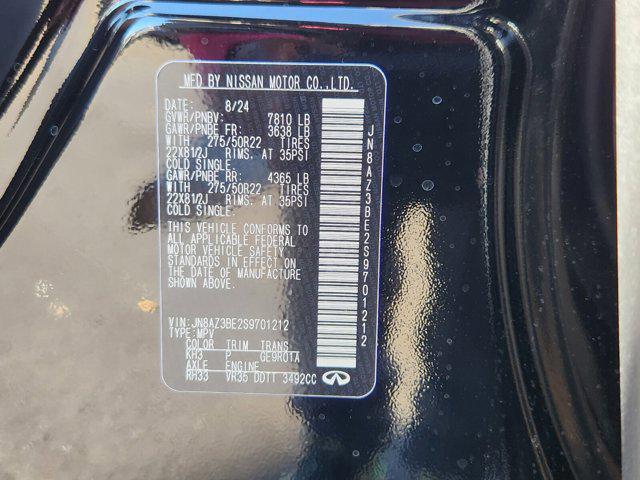 MFD BY NISSAN MOTOR CO.,LTD.
DATE: 8/24
GVWR/PNBV: 7810 LB
GAWR/PNBE FR: 3638 LB
WITH 275/50R22 TIRES
22X81/2J RIMS. AT 35PSI
COLD SINGLE.
GAWR/PNBE RR: 4365 LB
WITH 275/50R22 TIRES
22X81/2J RIMS. AT 35PSI
COLD SINGLE.
THIS VEHICLE CONFORMS TO
ALL APPLICABLE FEDERAL
MOTOR VEHICLE SAFETY
STANDARDS IN EFFECT ON
THE DATE OF MANUFACTURE
SHOWN ABOVE.
VIN: JN8AZ3BE2S9701212
TYPE: MPV
COLOR TRIM TRANS
KH3 P GE9R01A
AXLE ENGINE
RH33 VR35 DDTT 3492CC
JN8AZ3BE2S9701212